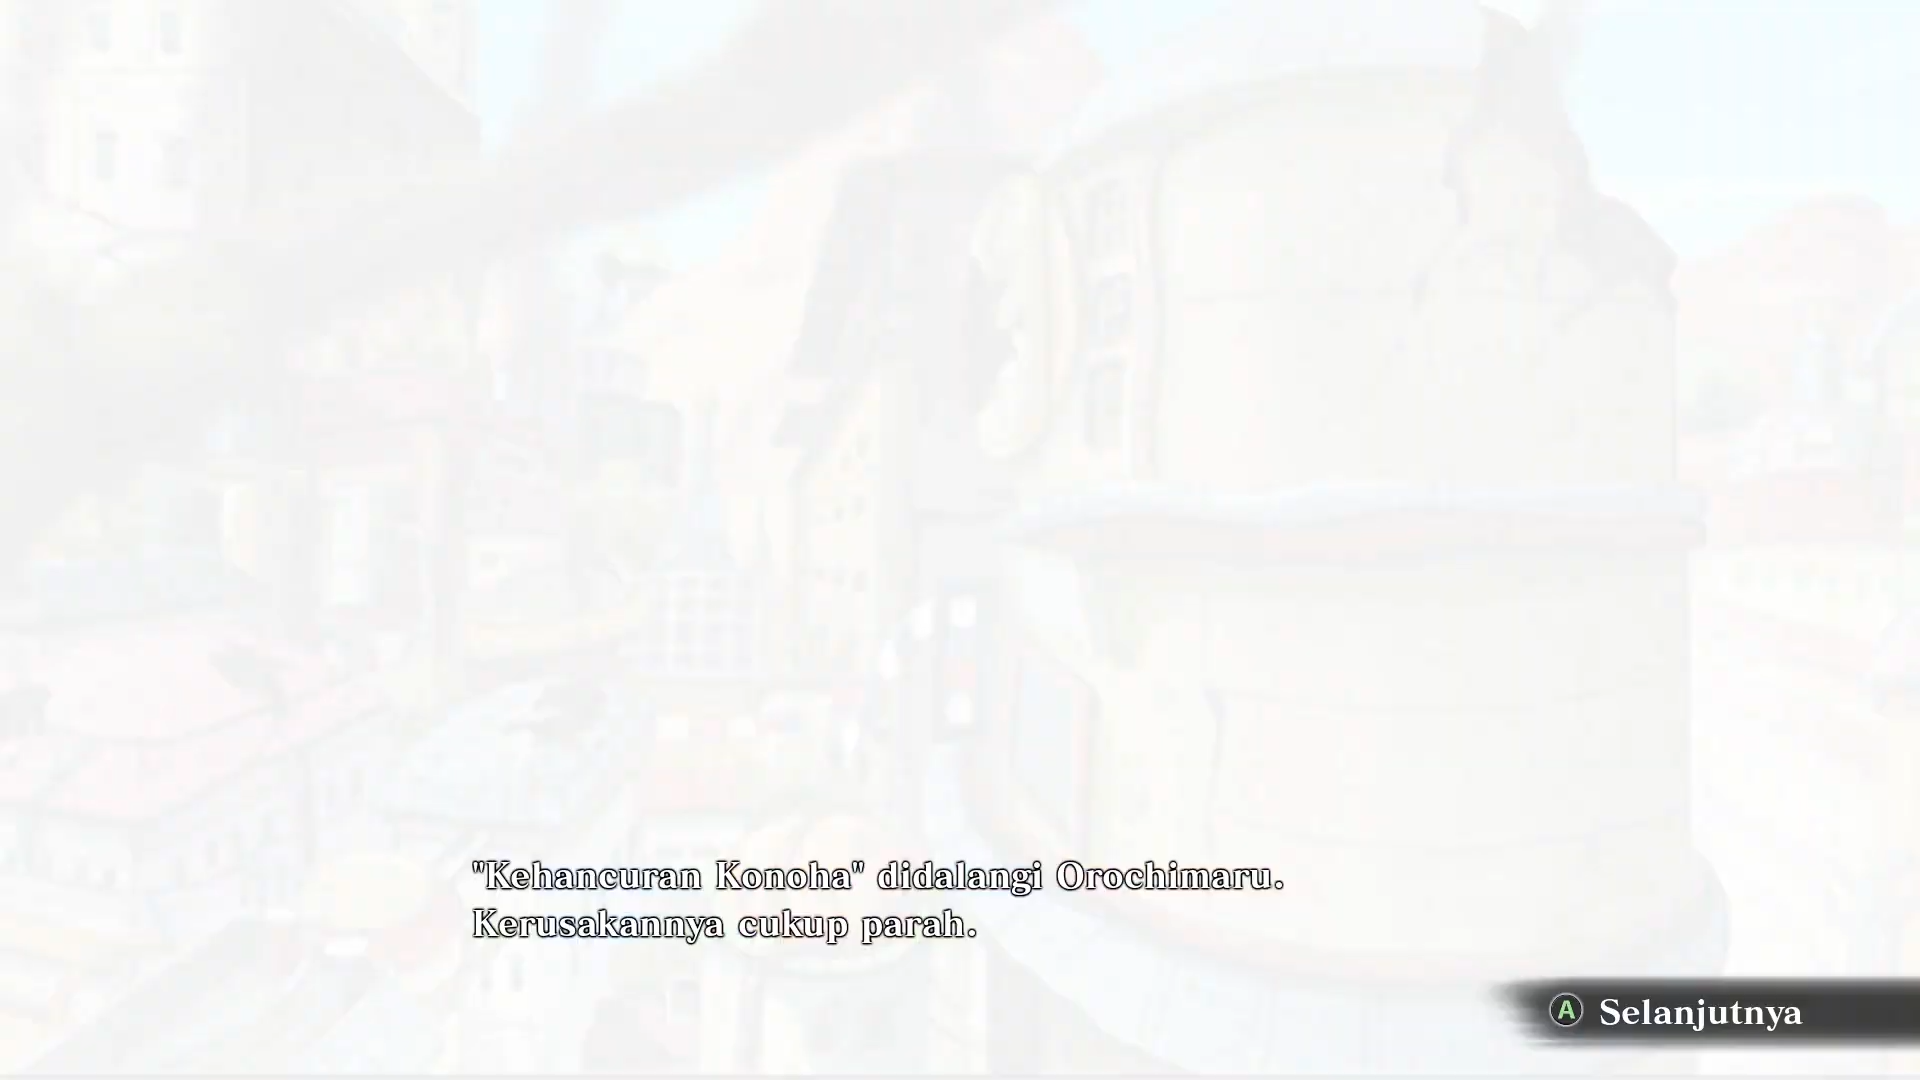 "Kehancuran Konoha" didalangi Orochimaru.
Kerusakannya cukup parah.
A Selanjutnya